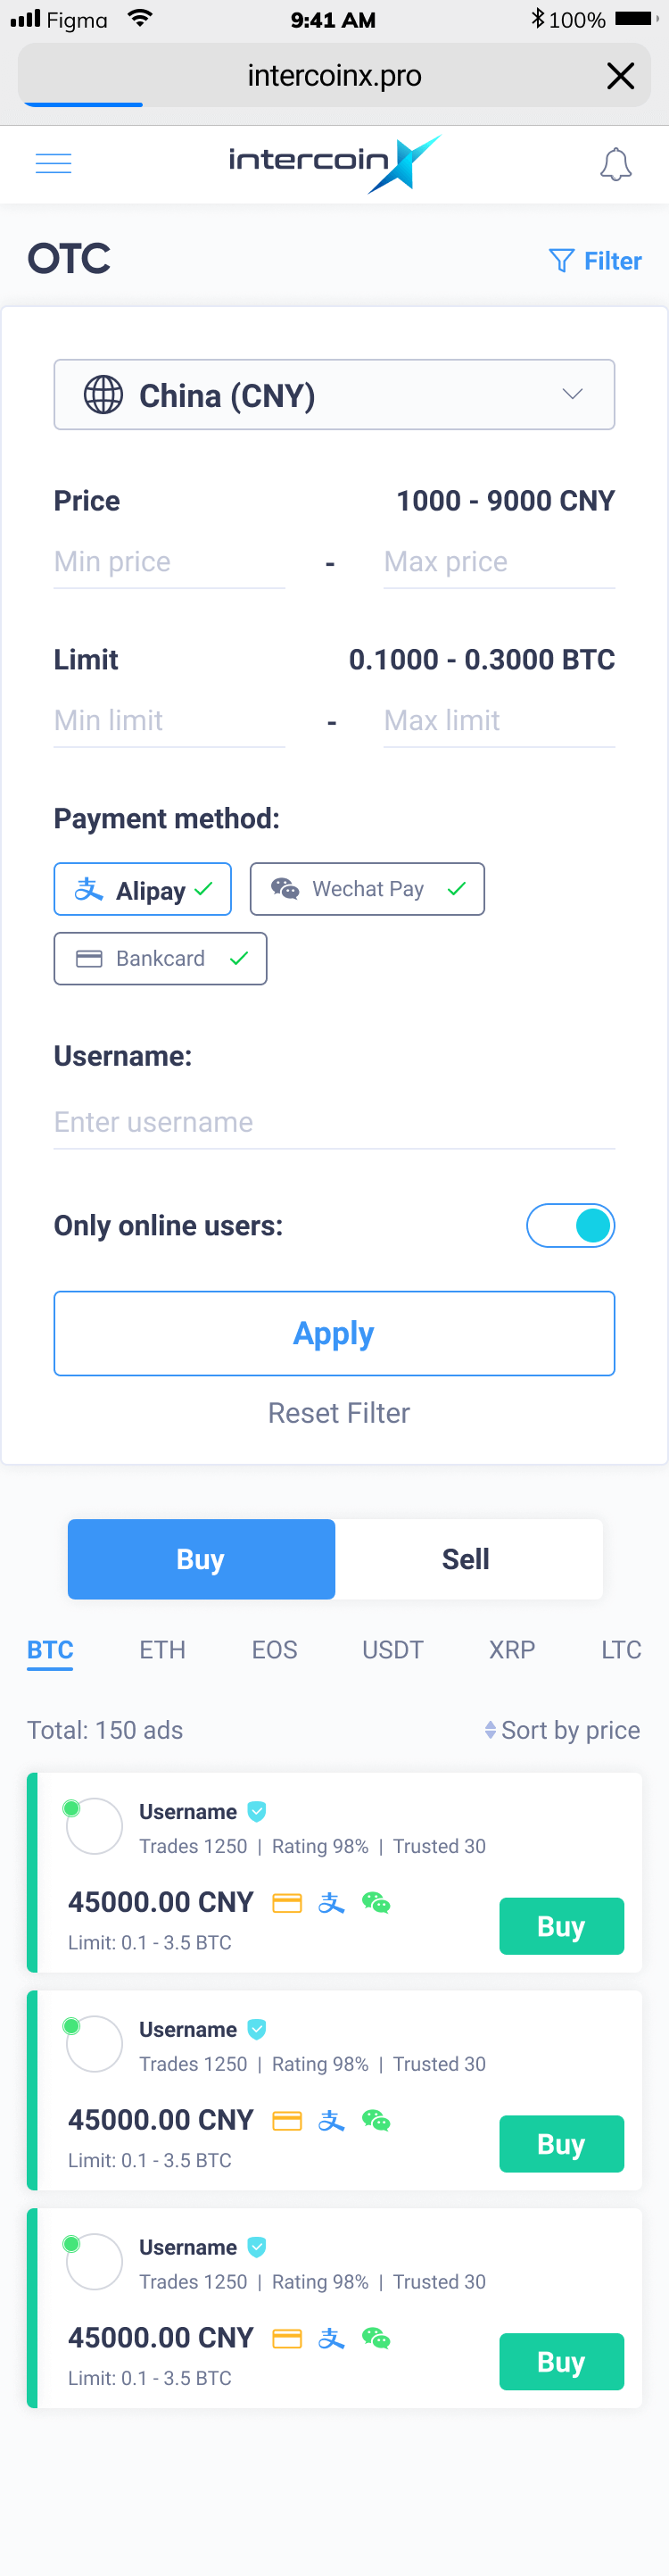 Figma 9:41 AM 100%
intercoinx.pro
intercoinX
OTC Filter
China (CNY)
Price 1000 - 9000 CNY
Min price - Max price
Limit 0.1000 - 0.3000 BTC
Min limit - Max limit
Payment method:
Alipay Wechat Pay
Bankcard
Username:
Enter username
Only online users:
Apply
Reset Filter
Buy Sell
BTC ETH EOS USDT XRP LTC
Total: 150 ads Sort by price
Username
Trades 1250 | Rating 98% | Trusted 30
45000.00 CNY 支
Limit: 0.1 - 3.5 BTC Buy
Username
Trades 1250 | Rating 98% | Trusted 30
45000.00 CNY 支
Limit: 0.1 - 3.5 BTC Buy
Username
Trades 1250 | Rating 98% | Trusted 30
45000.00 CNY 支
Limit: 0.1 - 3.5 BTC Buy